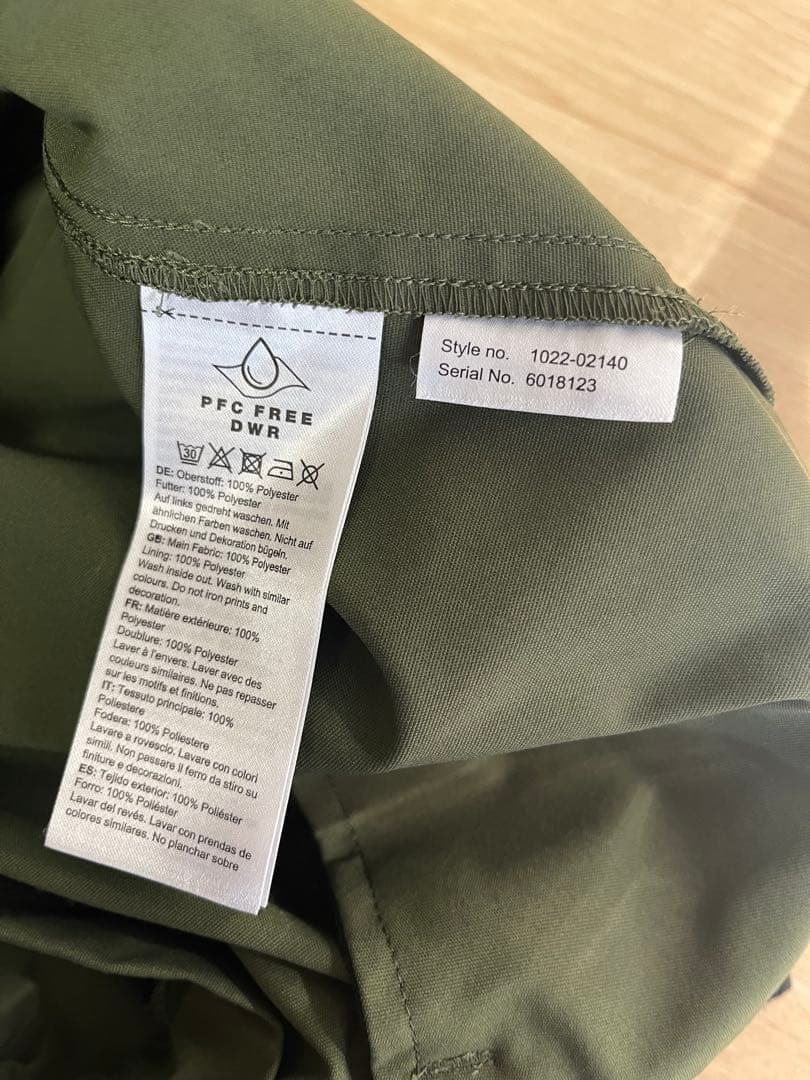 PFC FREE
DWR
30
DE: Oberstoff: 100% Polyester
Futter: 100% Polyester
Auf links gedreht waschen. Mit
ähnlichen Farben waschen. Nicht auf
Drucken und Dekoration bügeln.
GB: Main Fabric: 100% Polyester
Lining: 100% Polyester
Wash inside out. Wash with similar
colours. Do not iron prints and
decoration.
FR: Matière extérieure: 100%
Polyester
Doublure: 100% Polyester
Laver à l'envers. Laver avec des
couleurs similaires. Ne pas repasser
sur les motifs et finitions.
IT: Tessuto principale: 100%
Poliestere
Fodera: 100% Poliestere
Lavare a rovescio. Lavare con colori
simili. Non passare il ferro da stiro su
finiture e decorazioni.
ES: Tejido exterior: 100% Poliéster
Forro: 100% Poliéster
Lavar del revés. Lavar con prendas de
colores similares. No planchar sobre
Style no. 1022-02140
Serial No. 6018123